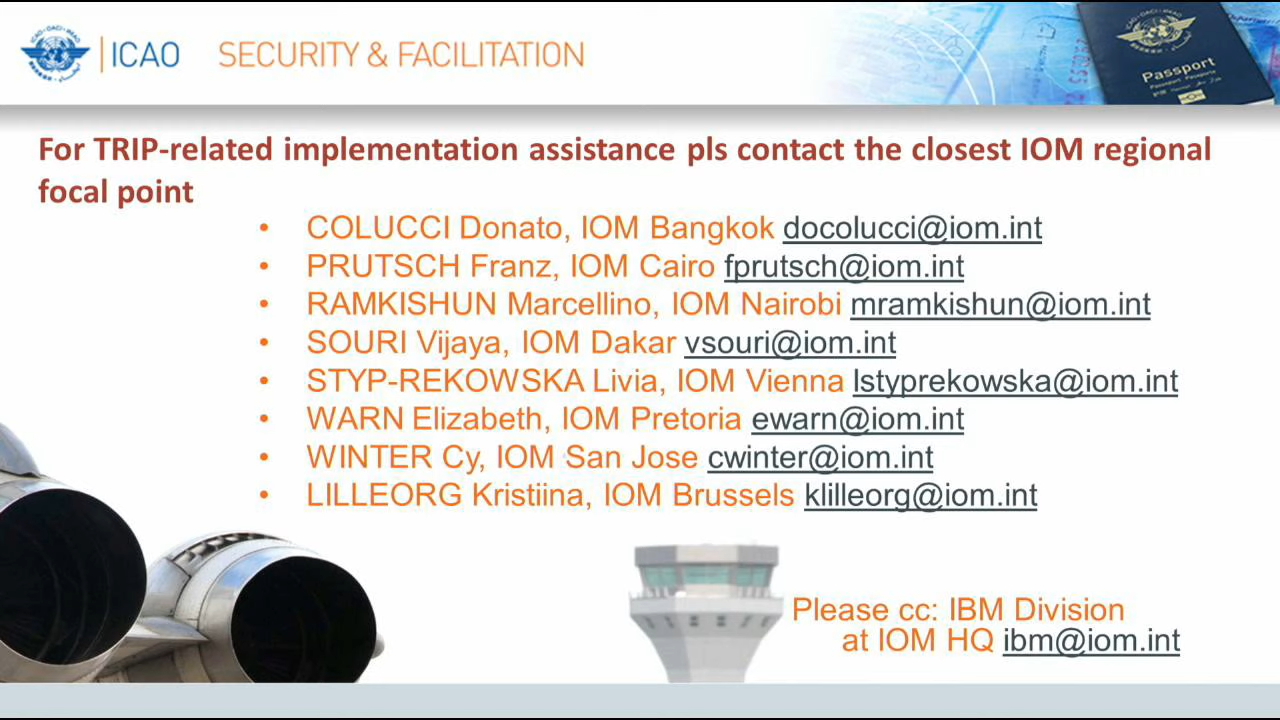 ICAO
SECURITY & FACILITATION
Passport
For TRIP-related implementation assistance pls contact the closest IOM regional
focal point
• COLUCCI Donato, IOM Bangkok docolucci@iom.int
• PRUTSCH Franz, IOM Cairo fprutsch@iom.int
• RAMKISHUN Marcellino, IOM Nairobi mramkishun@iom.int
• SOURI Vijaya, IOM Dakar vsouri@iom.int
• STYP-REKOWSKA Livia, IOM Vienna lstyprekowska@iom.int
• WARN Elizabeth, IOM Pretoria ewarn@iom.int
• WINTER Cy, IOM San Jose cwinter@iom.int
• LILLEORG Kristiina, IOM Brussels klilleorg@iom.int
Please cc: IBM Division
at IOM HQ ibm@iom.int